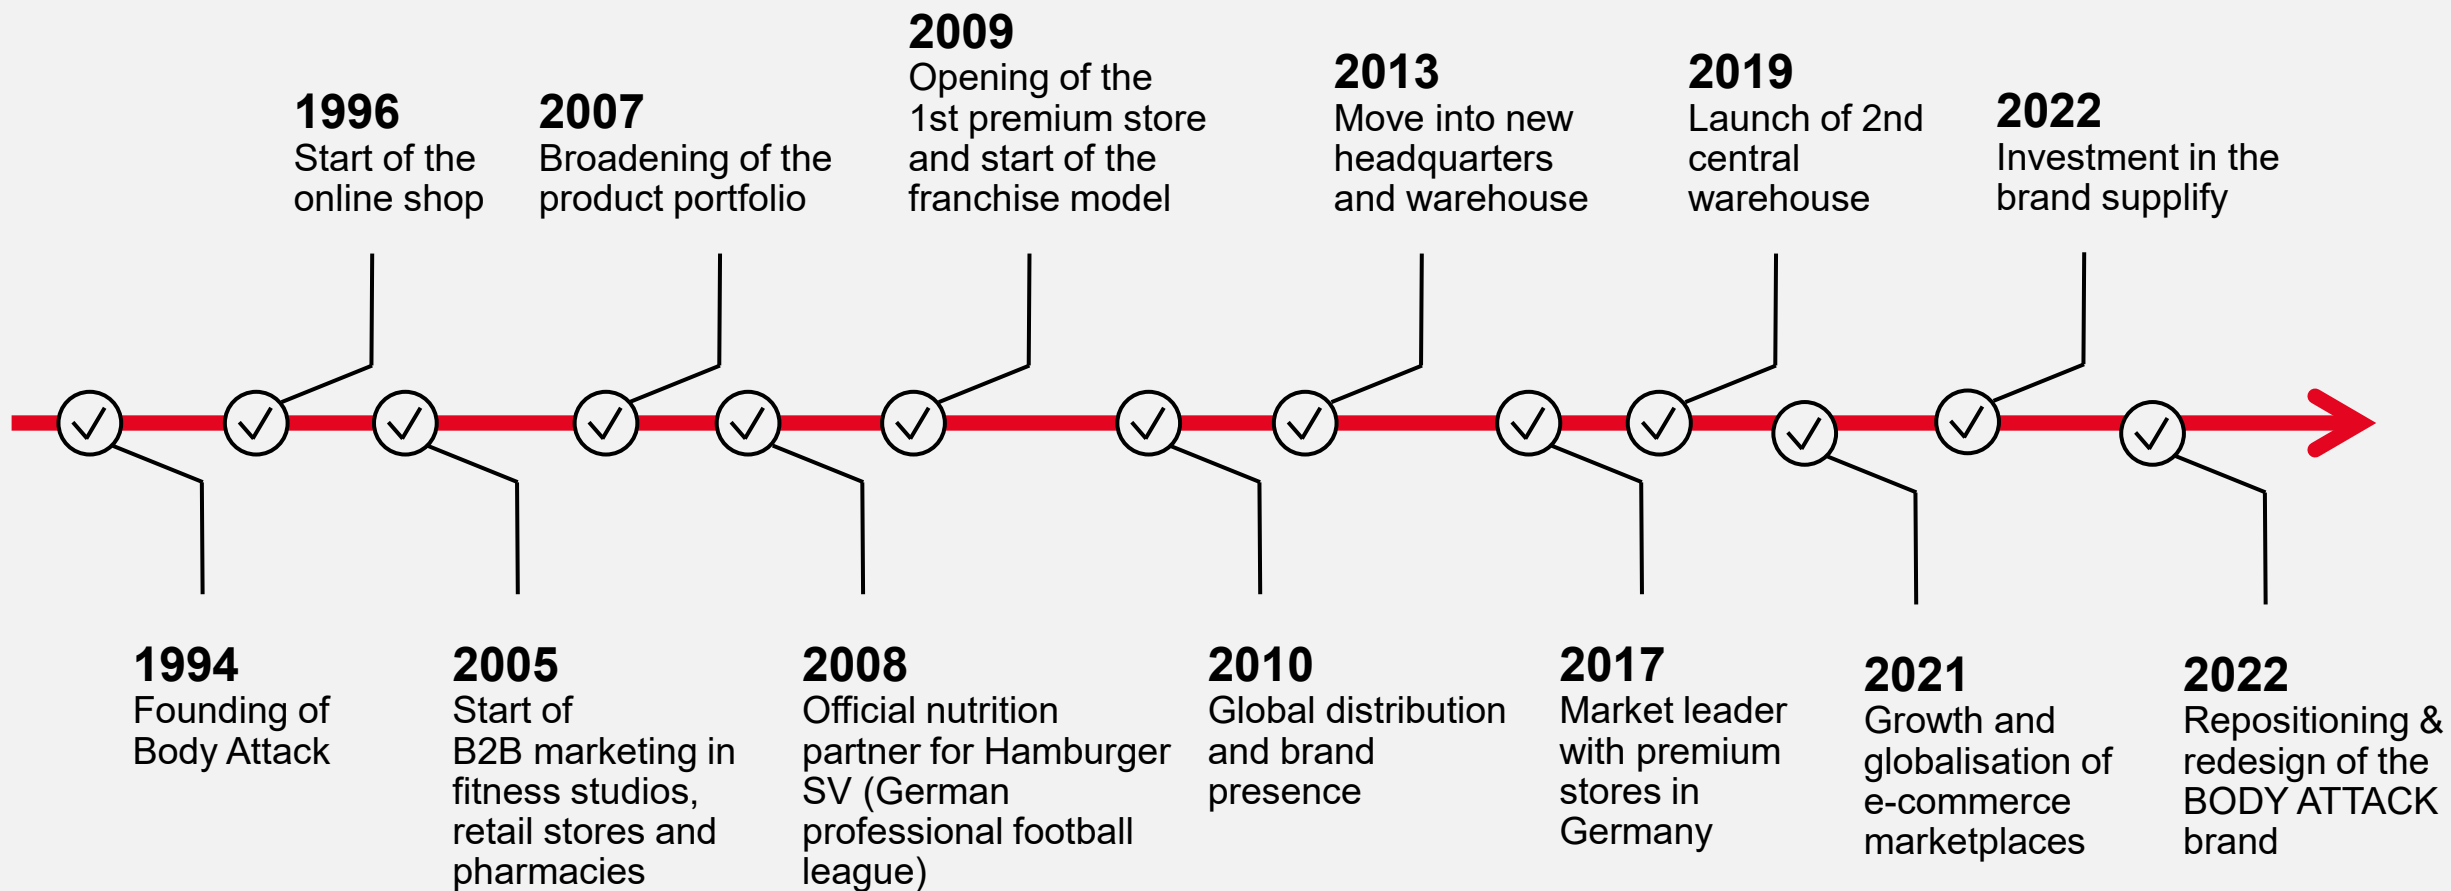 1994
Founding of
Body Attack
1996
Start of the
online shop
2005
Start of
B2B marketing in
fitness studios,
retail stores and
pharmacies
2007
Broadening of the
product portfolio
2008
Official nutrition
partner for Hamburger
SV (German
professional football
league)
2009
Opening of the
1st premium store
and start of the
franchise model
2010
Global distribution
and brand
presence
2013
Move into new
headquarters
and warehouse
2017
Market leader
with premium
stores in
Germany
2019
Launch of 2nd
central
warehouse
2021
Growth and
globalisation of
e-commerce
marketplaces
2022
Investment in the
brand supplify
2022
Repositioning &
redesign of the
BODY ATTACK
brand